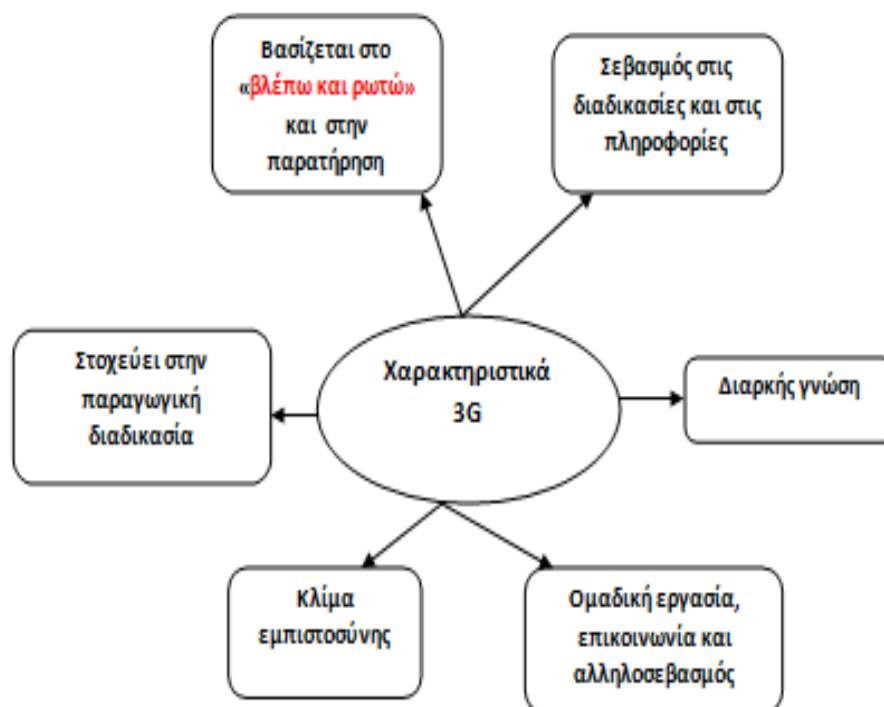 Βασίζεται στο
«βλέπω και ρωτώ»
και στην
παρατήρηση
Σεβασμός στις
διαδικασίες και στις
πληροφορίες
Στοχεύει στην
παραγωγική
διαδικασία
Χαρακτηριστικά
3G
Διαρκής γνώση
Κλίμα
εμπιστοσύνης
Ομαδική εργασία,
επικοινωνία και
αλληλοσεβασμός